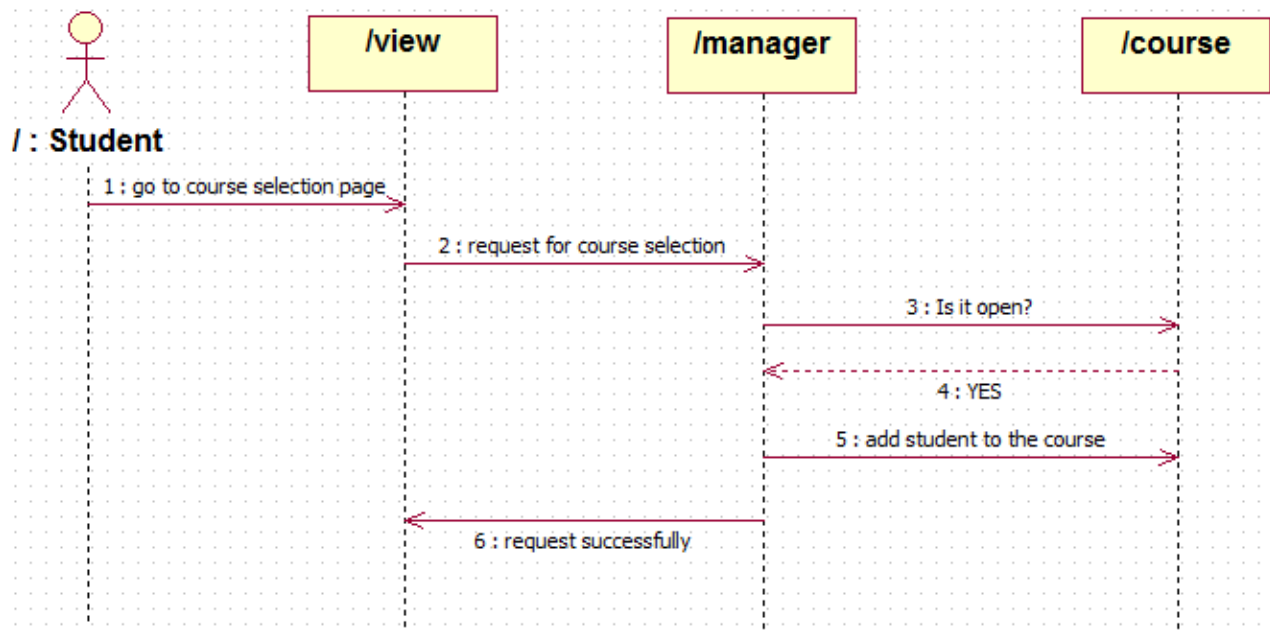 /view
/manager
/course
/ : Student
1 : go to course selection page
2 : request for course selection
3 : Is it open?
4 : YES
5 : add student to the course
6 : request successfully